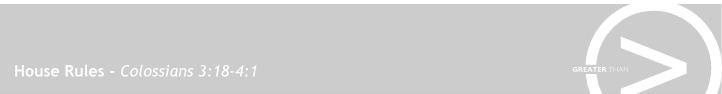 House Rules - Colossians 3:18-4:1
GREATER THAN